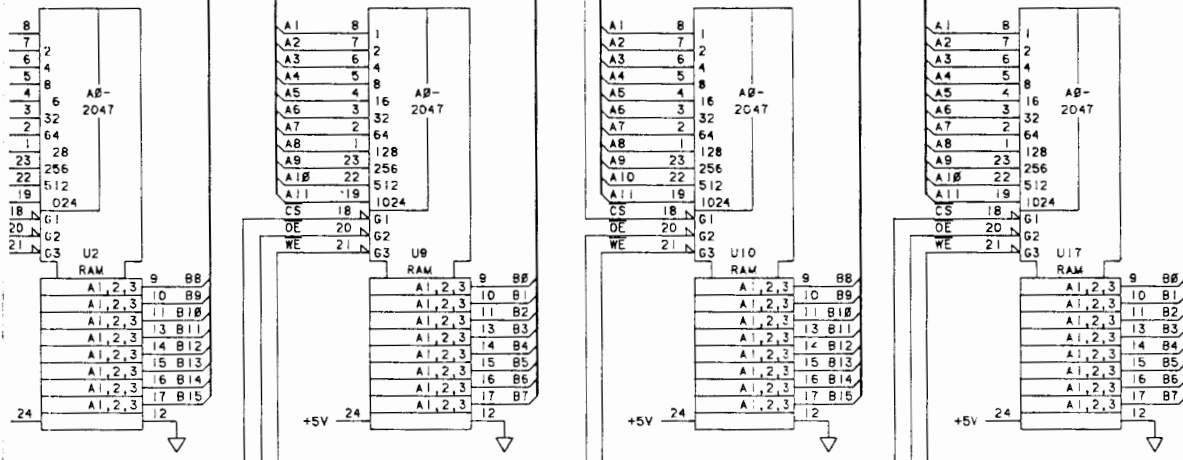 8
7 2
6 4
5 8
4 6
3 32
2 64
1 28
23 256
22 512
19 024
18 G1
20 G2
21 G3
AØ-
2047
U2
RAM
A1,2,3 9 B8
A1,2,3 10 B9
A1,2,3 11 B1Ø
A1,2,3 13 B11
A1,2,3 14 B12
A1,2,3 15 B13
A1,2,3 16 B14
A1,2,3 17 B15
24 12
A1 8 1
A2 7 2
A3 6 4
A4 5 8
A5 4 16
A6 3 32
A7 2 64
A8 1 128
A9 23 256
A1Ø 22 512
A11 19 1024
CS 18 G1
OE 20 G2
WE 21 G3
AØ-
2047
U9
RAM
A1,2,3 9 BØ
A1,2,3 10 B1
A1,2,3 11 B2
A1,2,3 13 B3
A1,2,3 14 B4
A1,2,3 15 B5
A1,2,3 16 B6
A1,2,3 17 B7
+5V 24 12
A1 8 1
A2 7 2
A3 6 4
A4 5 8
A5 4 16
A6 3 32
A7 2 64
A8 1 128
A9 23 256
A10 22 512
A11 19 1024
CS 18 G1
OE 20 G2
WE 21 G3
AØ-
2047
U10
RAM
A1,2,3 9 B8
A1,2,3 10 B9
A1,2,3 11 B1Ø
A1,2,3 13 B11
A1,2,3 14 B12
A1,2,3 15 B13
A1,2,3 16 B14
A1,2,3 17 B15
+5V 24 12
A1 8 1
A2 7 2
A3 6 4
A4 5 8
A5 4 16
A6 3 32
A7 2 64
A8 1 128
A9 23 256
A1Ø 22 512
A11 19 1024
CS 18 G1
OE 20 G2
WE 21 G3
AØ-
2047
U17
RAM
A1,2,3 9 BØ
A1,2,3 10 B1
A1,2,3 11 B2
A1,2,3 13 B3
A1,2,3 14 B4
A1,2,3 15 B5
A1,2,3 16 B6
A1,2,3 17 B7
+5V 24 12